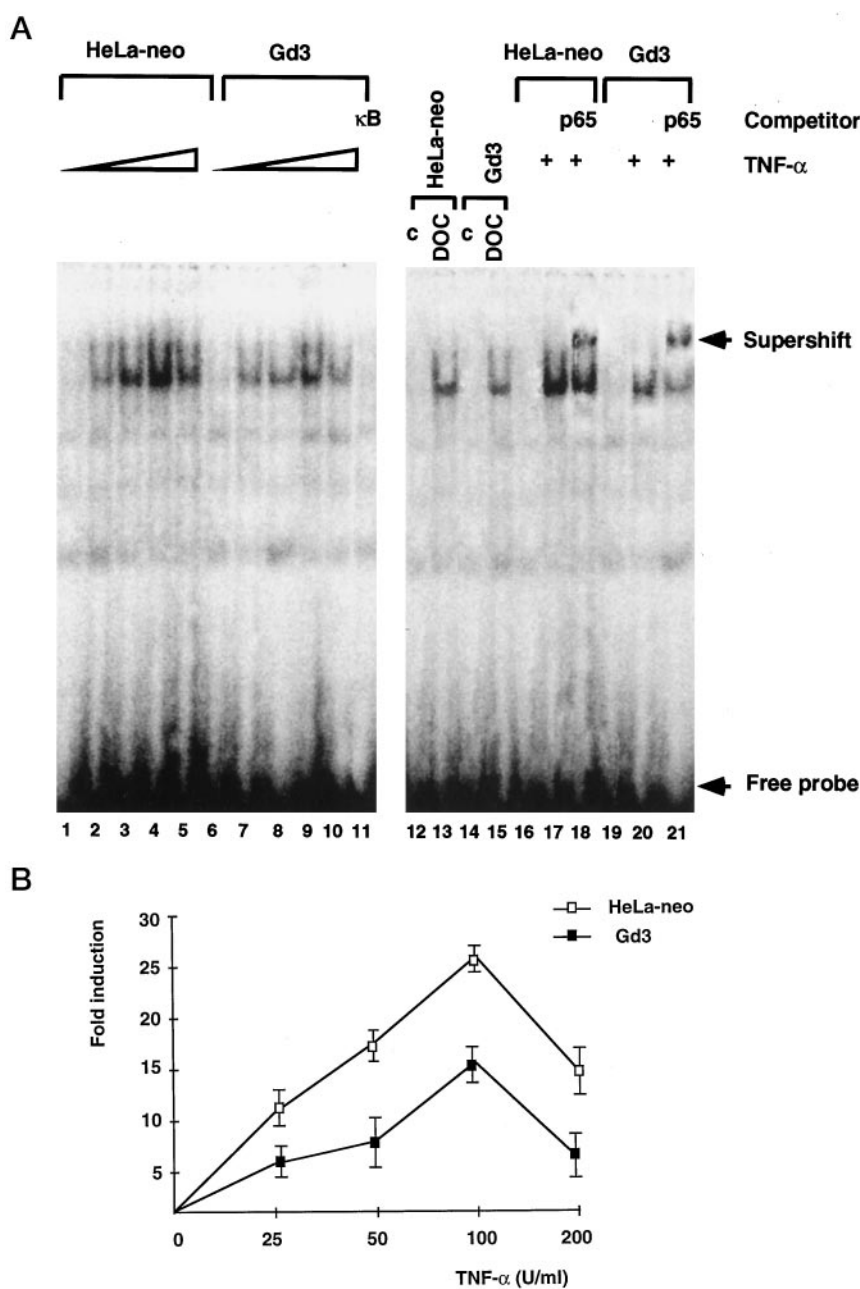 A
HeLa-neo Gd3
κB
HeLa-neo Gd3
p65 p65 Competitor
+ + + + TNF-α
HeLa-neo Gd3
c DOC c DOC
Supershift
Free probe
1 2 3 4 5 6 7 8 9 10 11
12 13 14 15 16 17 18 19 20 21
B
HeLa-neo
Gd3
Fold induction
30
25
20
15
10
5
0 25 50 100 200
TNF-α (U/ml)